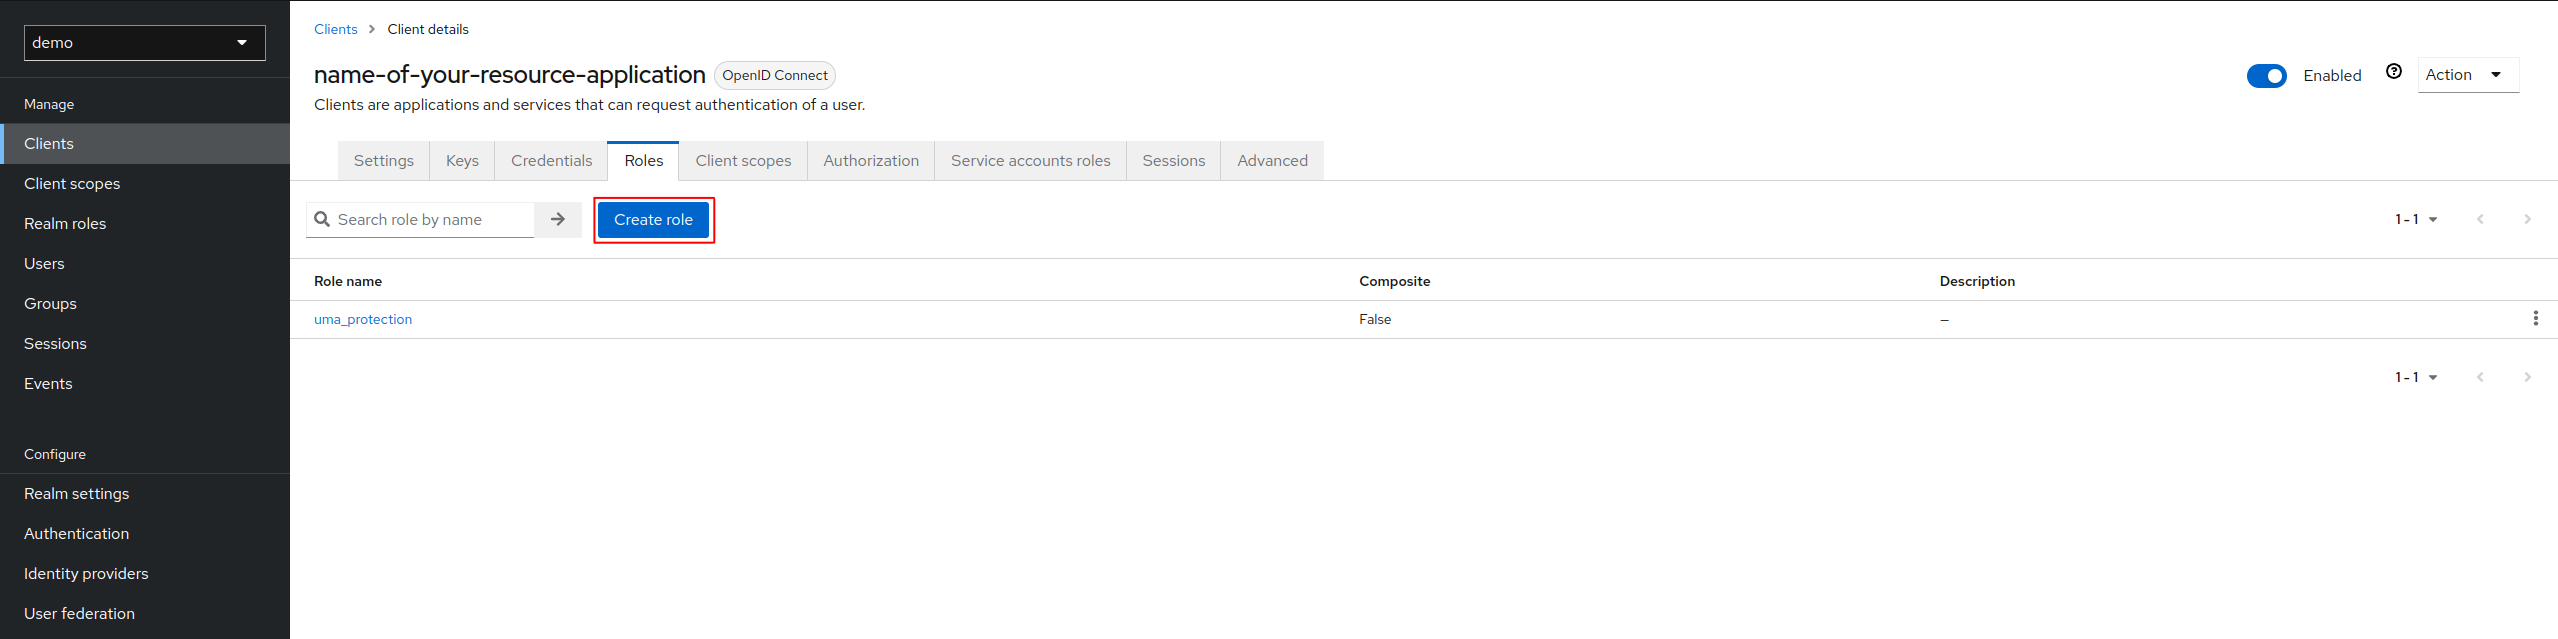 demo
Manage
Clients
Client scopes
Realm roles
Users
Groups
Sessions
Events
Configure
Realm settings
Authentication
Identity providers
User federation
Clients > Client details
name-of-your-resource-application OpenID Connect
Clients are applications and services that can request authentication of a user.
Enabled Action
Settings Keys Credentials Roles Client scopes Authorization Service accounts roles Sessions Advanced
Search role by name Create role 1 - 1
Role name Composite Description
uma_protection False –
1 - 1